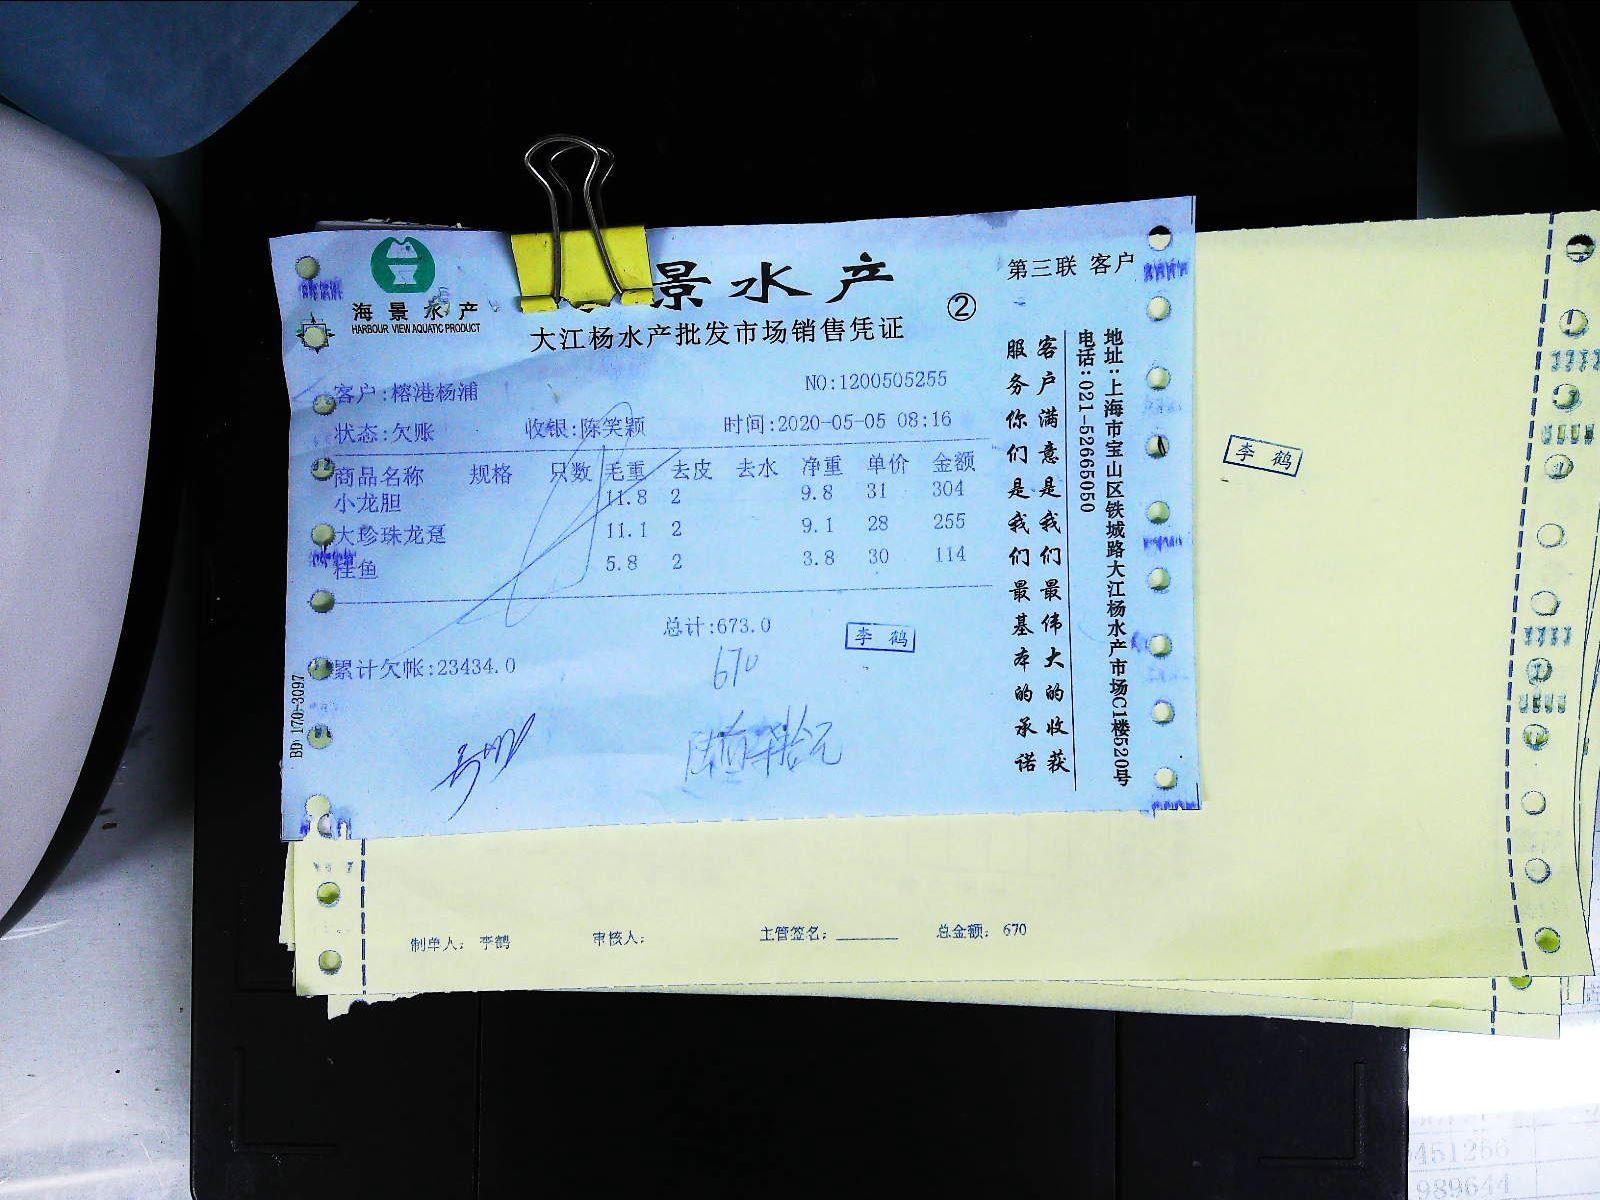 海景水产
HARBOUR VIEW AQUATIC PRODUCT
景水产
第三联 客户
②
大江杨水产批发市场销售凭证
客户:榕港杨浦
NO:1200505255
状态:欠账
收银:陈笑颖
时间:2020-05-05 08:16
商品名称 规格 只数 毛重 去皮 去水 净重 单价 金额
小龙胆 11.8 2 9.8 31 304
大珍珠龙趸 11.1 2 9.1 28 255
桂鱼 5.8 2 3.8 30 114
总计:673.0
李鹤
670
累计欠帐:23434.0
BD 170-3097
客户满意是我们最伟大的收获
服务你们是我们最基本的承诺
地址:上海市宝山区铁城路大江杨水产市场C1楼520号
电话:021-52665050
李鹤
制单人: 李鹤
审核人:
主管签名:
总金额: 670
451256
989644